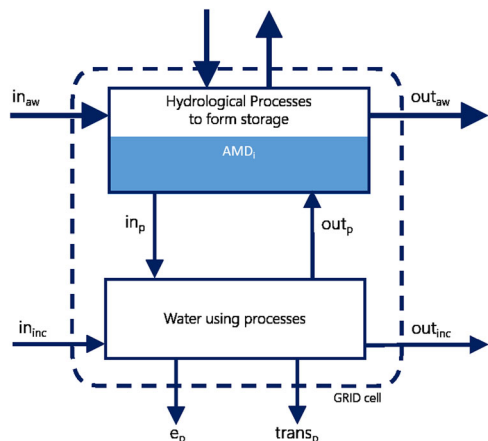 in_aw
Hydrological Processes
to form storage
out_aw
AMD_i
in_p
out_p
in_inc
Water using processes
out_inc
GRID cell
e_p
trans_p